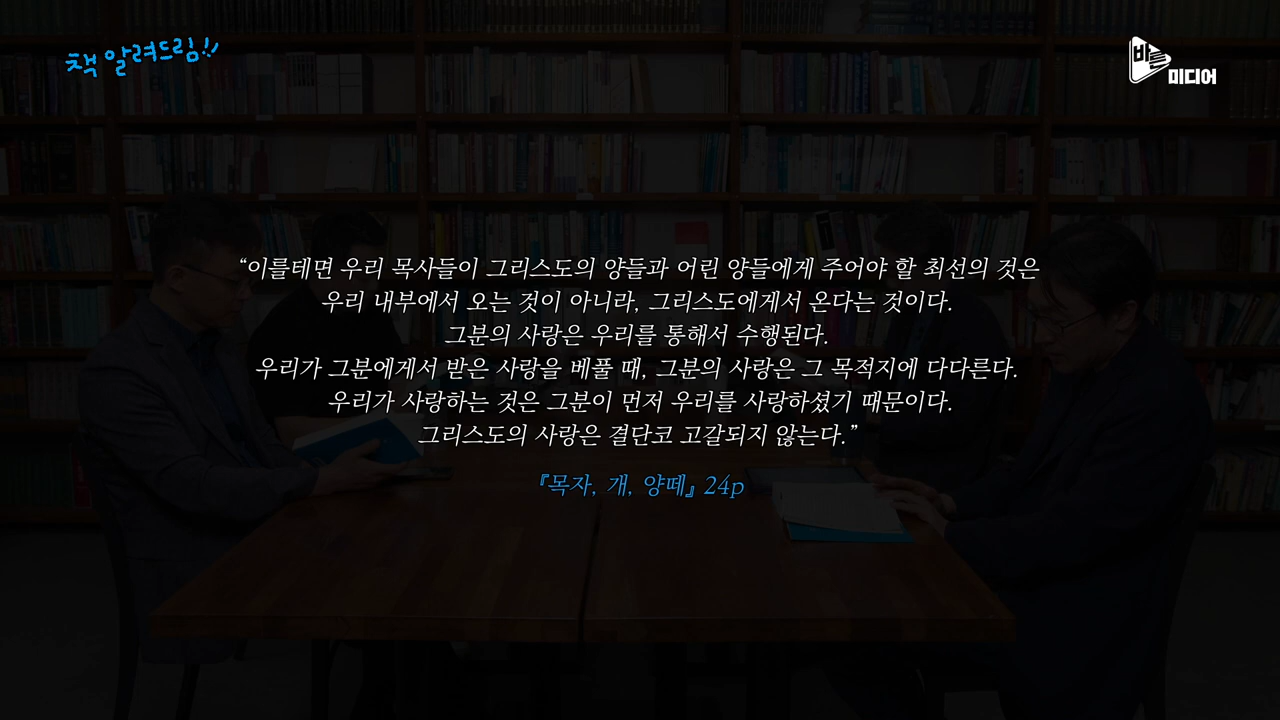 책 알려드림!!
바른
미디어
“이를테면 우리 목사들이 그리스도의 양들과 어린 양들에게 주어야 할 최선의 것은
우리 내부에서 오는 것이 아니라, 그리스도에게서 온다는 것이다.
그분의 사랑은 우리를 통해서 수행된다.
우리가 그분에게서 받은 사랑을 베풀 때, 그분의 사랑은 그 목적지에 다다른다.
우리가 사랑하는 것은 그분이 먼저 우리를 사랑하셨기 때문이다.
그리스도의 사랑은 결단코 고갈되지 않는다.”
『목자, 개, 양떼』 24p